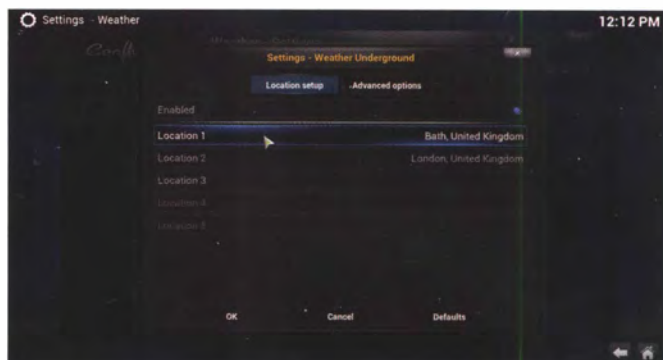 Settings - Weather
12:12 PM
Settings - Weather Underground
Location setup
Advanced options
Enabled
Location 1 Bath, United Kingdom
Location 2 London, United Kingdom
Location 3
Location 4
Location 5
OK Cancel Defaults